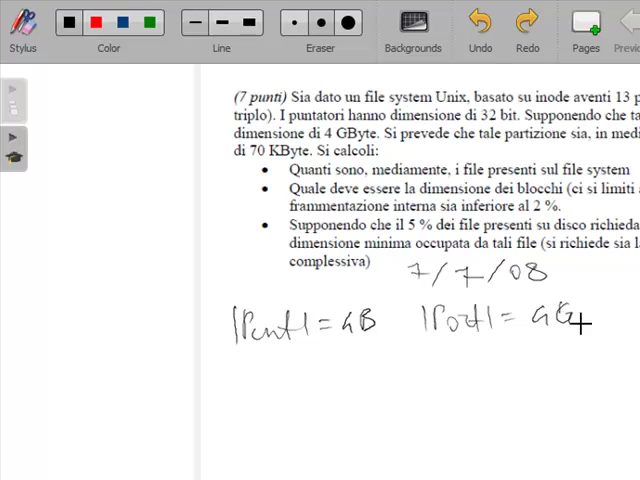 Stylus Color Line Eraser Backgrounds Undo Redo Pages Previous
(7 punti) Sia dato un file system Unix, basato su inode aventi 13 p
triplo). I puntatori hanno dimensione di 32 bit. Supponendo che ta
dimensione di 4 GByte. Si prevede che tale partizione sia, in medi
di 70 KByte. Si calcoli:
• Quanti sono, mediamente, i file presenti sul file system
• Quale deve essere la dimensione dei blocchi (ci si limiti a
frammentazione interna sia inferiore al 2 %.
• Supponendo che il 5 % dei file presenti su disco richieda
dimensione minima occupata da tali file (si richiede sia la
complessiva)
7/7/08
|Punt| = 4B |Part| = 4G